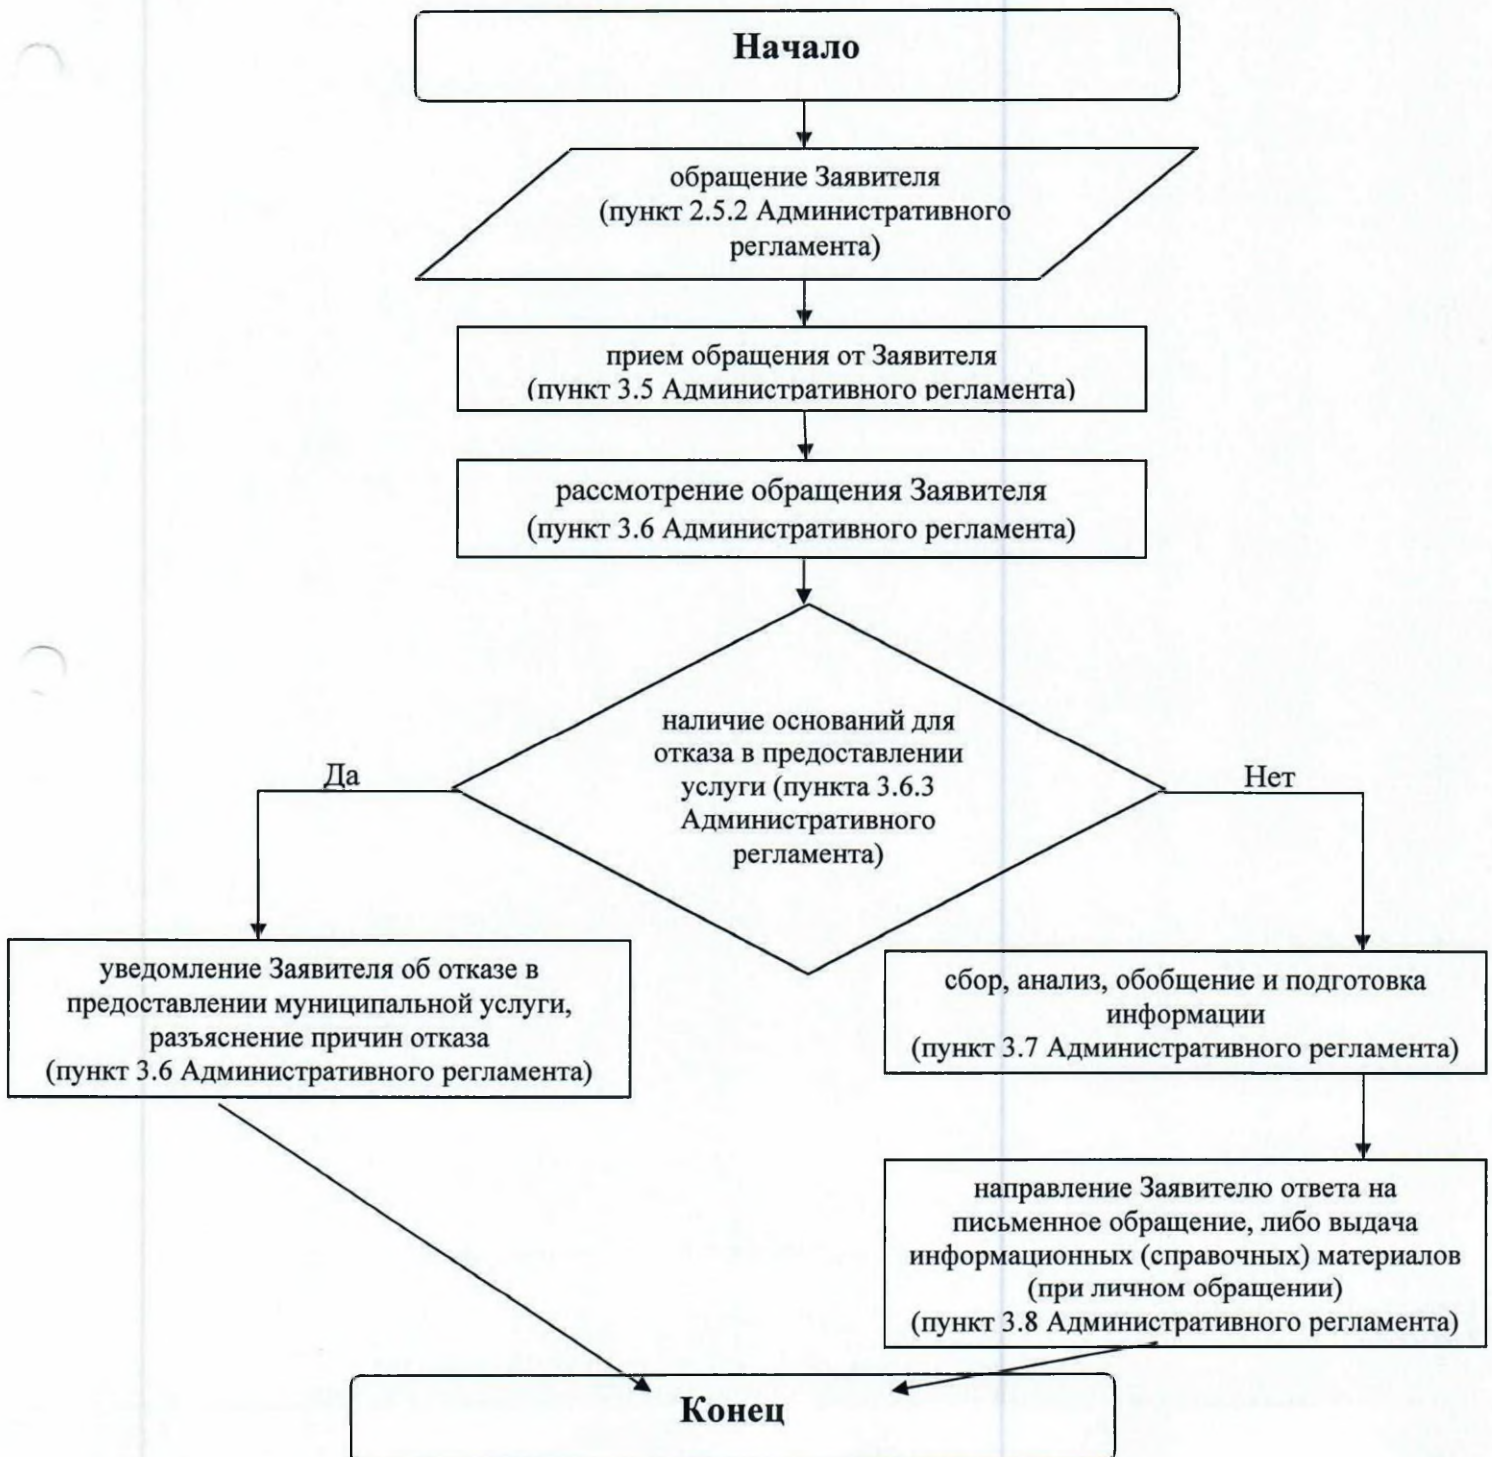 Начало
обращение Заявителя
(пункт 2.5.2 Административного
регламента)
прием обращения от Заявителя
(пункт 3.5 Административного регламента)
рассмотрение обращения Заявителя
(пункт 3.6 Административного регламента)
наличие оснований для
отказа в предоставлении
услуги (пункта 3.6.3
Административного
регламента)
Да
Нет
уведомление Заявителя об отказе в
предоставлении муниципальной услуги,
разъяснение причин отказа
(пункт 3.6 Административного регламента)
сбор, анализ, обобщение и подготовка
информации
(пункт 3.7 Административного регламента)
направление Заявителю ответа на
письменное обращение, либо выдача
информационных (справочных) материалов
(при личном обращении)
(пункт 3.8 Административного регламента)
Конец